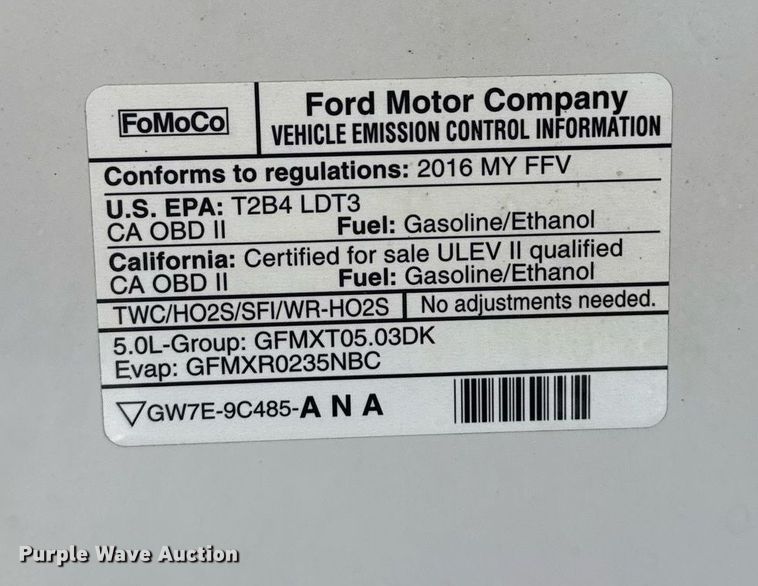 FoMoCo
Ford Motor Company
VEHICLE EMISSION CONTROL INFORMATION
Conforms to regulations: 2016 MY FFV
U.S. EPA: T2B4 LDT3
CA OBD II Fuel: Gasoline/Ethanol
California: Certified for sale ULEV II qualified
CA OBD II Fuel: Gasoline/Ethanol
TWC/HO2S/SFI/WR-HO2S No adjustments needed.
5.0L-Group: GFMXT05.03DK
Evap: GFMXR0235NBC
GW7E-9C485-A N A
Purple Wave Auction